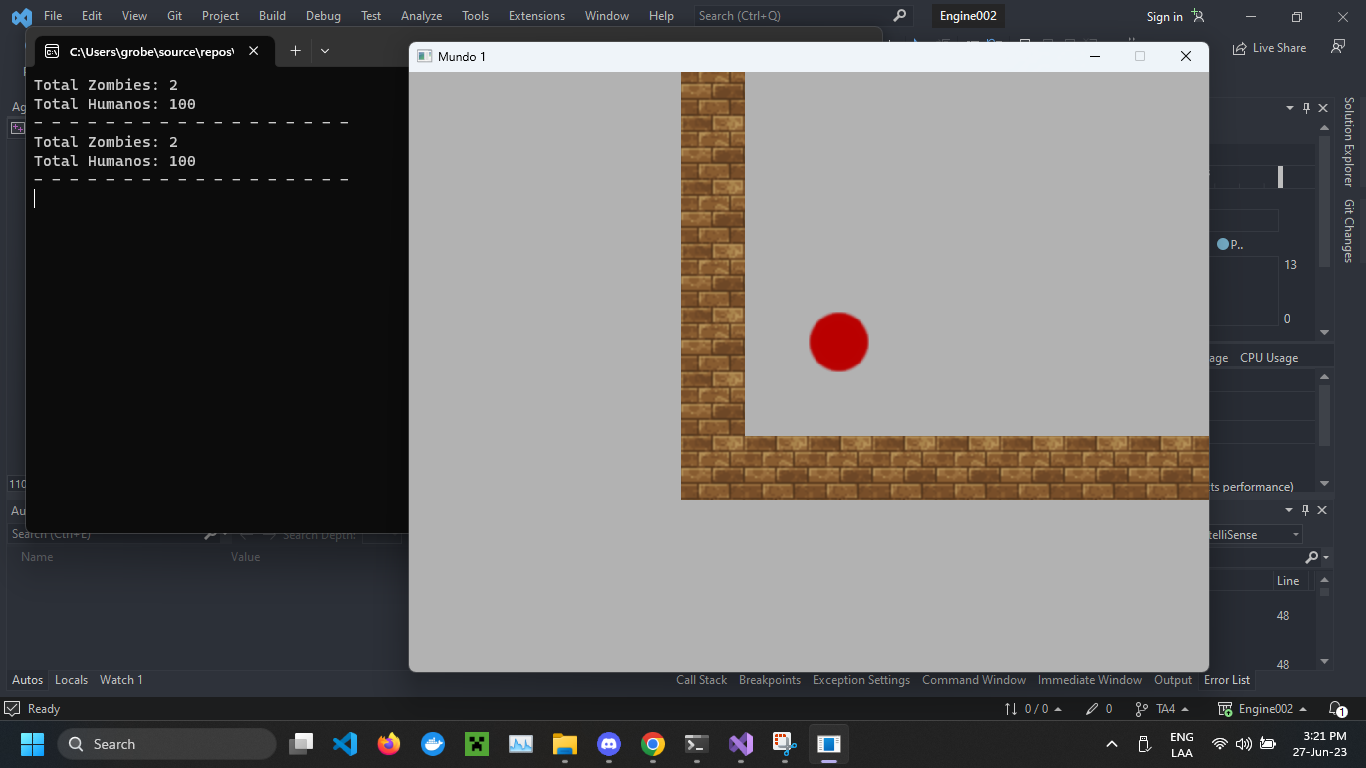 File Edit View Git Project Build Debug Test Analyze Tools Extensions Window Help Search (Ctrl+Q) Engine002 Sign in
C:\Users\grobe\source\repos\
Mundo 1
Live Share
Total Zombies: 2
Total Humanos: 100
- - - - - - - - - - - - - - - - - -
Total Zombies: 2
Total Humanos: 100
- - - - - - - - - - - - - - - - - -
Solution Explorer
Git Changes
P..
13
0
CPU Usage
110
Search (Ctrl+E) Search Depth:
Name Value
Line
48
48
Autos Locals Watch 1 Call Stack Breakpoints Exception Settings Command Window Immediate Window Output Error List
Ready 0 / 0 0 TA4 Engine002 1
Search
ENG
LAA
3:21 PM
27-Jun-23